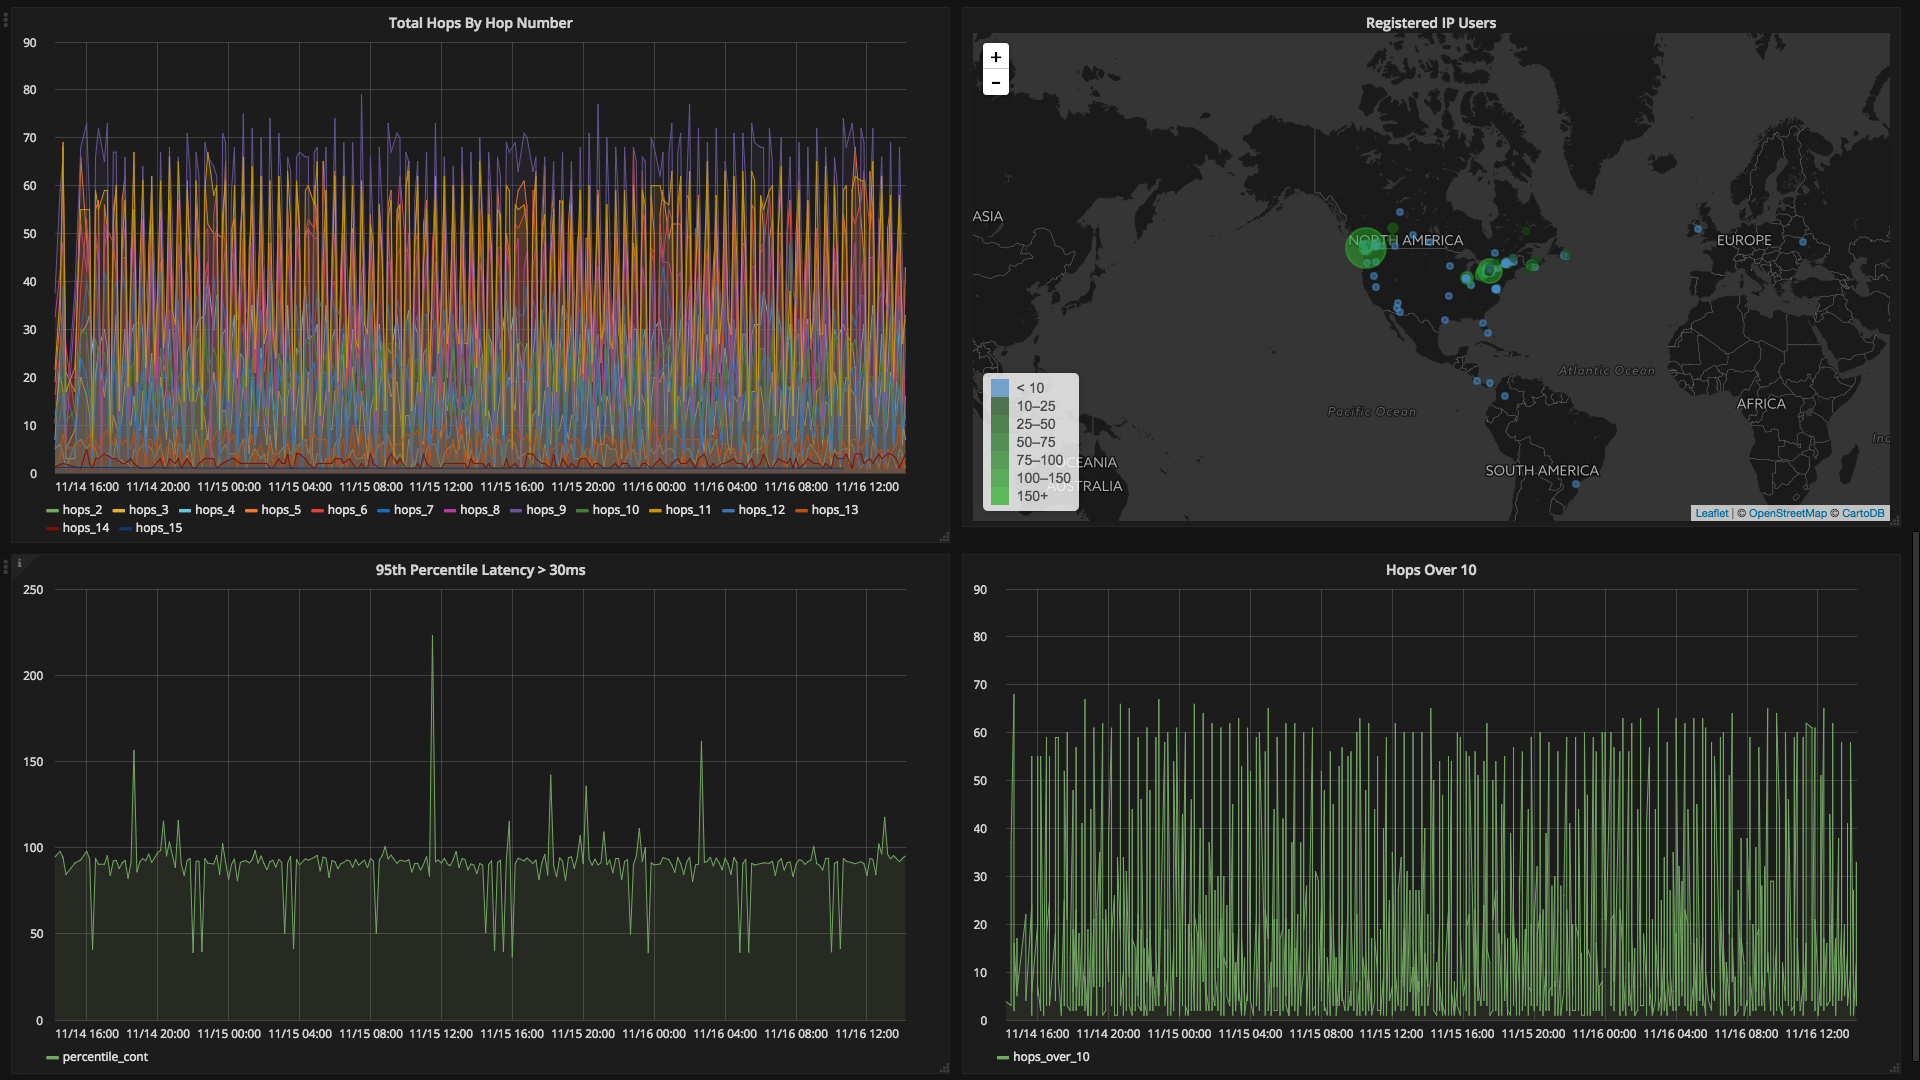 Total Hops By Hop Number
90
80
70
60
50
40
30
20
10
0
11/14 16:00 11/14 20:00 11/15 00:00 11/15 04:00 11/15 08:00 11/15 12:00 11/15 16:00 11/15 20:00 11/16 00:00 11/16 04:00 11/16 08:00 11/16 12:00
hops_2 hops_3 hops_4 hops_5 hops_6 hops_7 hops_8 hops_9 hops_10 hops_11 hops_12 hops_13
hops_14 hops_15
Registered IP Users
+
−
ASIA
NORTH AMERICA
EUROPE
Atlantic Ocean
Pacific Ocean
AFRICA
OCEANIA
SOUTH AMERICA
AUSTRALIA
< 10
10–25
25–50
50–75
75–100
100–150
150+
Leaflet | © OpenStreetMap © CartoDB
95th Percentile Latency > 30ms
250
200
150
100
50
0
11/14 16:00 11/14 20:00 11/15 00:00 11/15 04:00 11/15 08:00 11/15 12:00 11/15 16:00 11/15 20:00 11/16 00:00 11/16 04:00 11/16 08:00 11/16 12:00
percentile_cont
Hops Over 10
90
80
70
60
50
40
30
20
10
0
11/14 16:00 11/14 20:00 11/15 00:00 11/15 04:00 11/15 08:00 11/15 12:00 11/15 16:00 11/15 20:00 11/16 00:00 11/16 04:00 11/16 08:00 11/16 12:00
hops_over_10